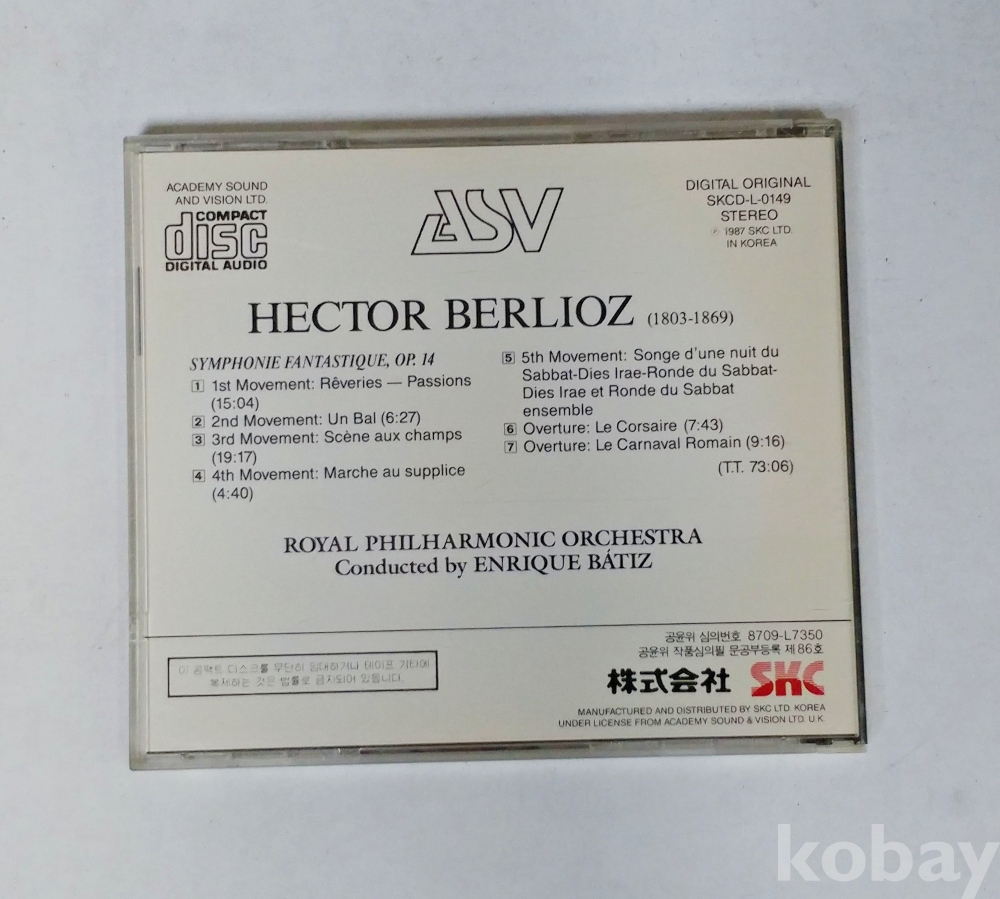 ACADEMY SOUND
AND VISION LTD.
COMPACT
disc
DIGITAL AUDIO
ASV
DIGITAL ORIGINAL
SKCD-L-0149
STEREO
℗ 1987 SKC LTD.
IN KOREA
HECTOR BERLIOZ (1803-1869)
SYMPHONIE FANTASTIQUE, OP. 14
1 1st Movement: Rêveries — Passions
(15:04)
2 2nd Movement: Un Bal (6:27)
3 3rd Movement: Scène aux champs
(19:17)
4 4th Movement: Marche au supplice
(4:40)
5 5th Movement: Songe d'une nuit du
Sabbat-Dies Irae-Ronde du Sabbat-
Dies Irae et Ronde du Sabbat
ensemble
6 Overture: Le Corsaire (7:43)
7 Overture: Le Carnaval Romain (9:16)
(T.T. 73:06)
ROYAL PHILHARMONIC ORCHESTRA
Conducted by ENRIQUE BÁTIZ
공윤위 심의번호 8709-L7350
공윤위 작품심의필 문공부등록 제86호
이 콤팩트 디스크를 무단히 임대하거나 테이프 기타에
복제하는 것은 법률로 금지되어 있읍니다.
株式会社 SKC
MANUFACTURED AND DISTRIBUTED BY SKC LTD. KOREA
UNDER LICENSE FROM ACADEMY SOUND & VISION LTD. U.K.
kobay